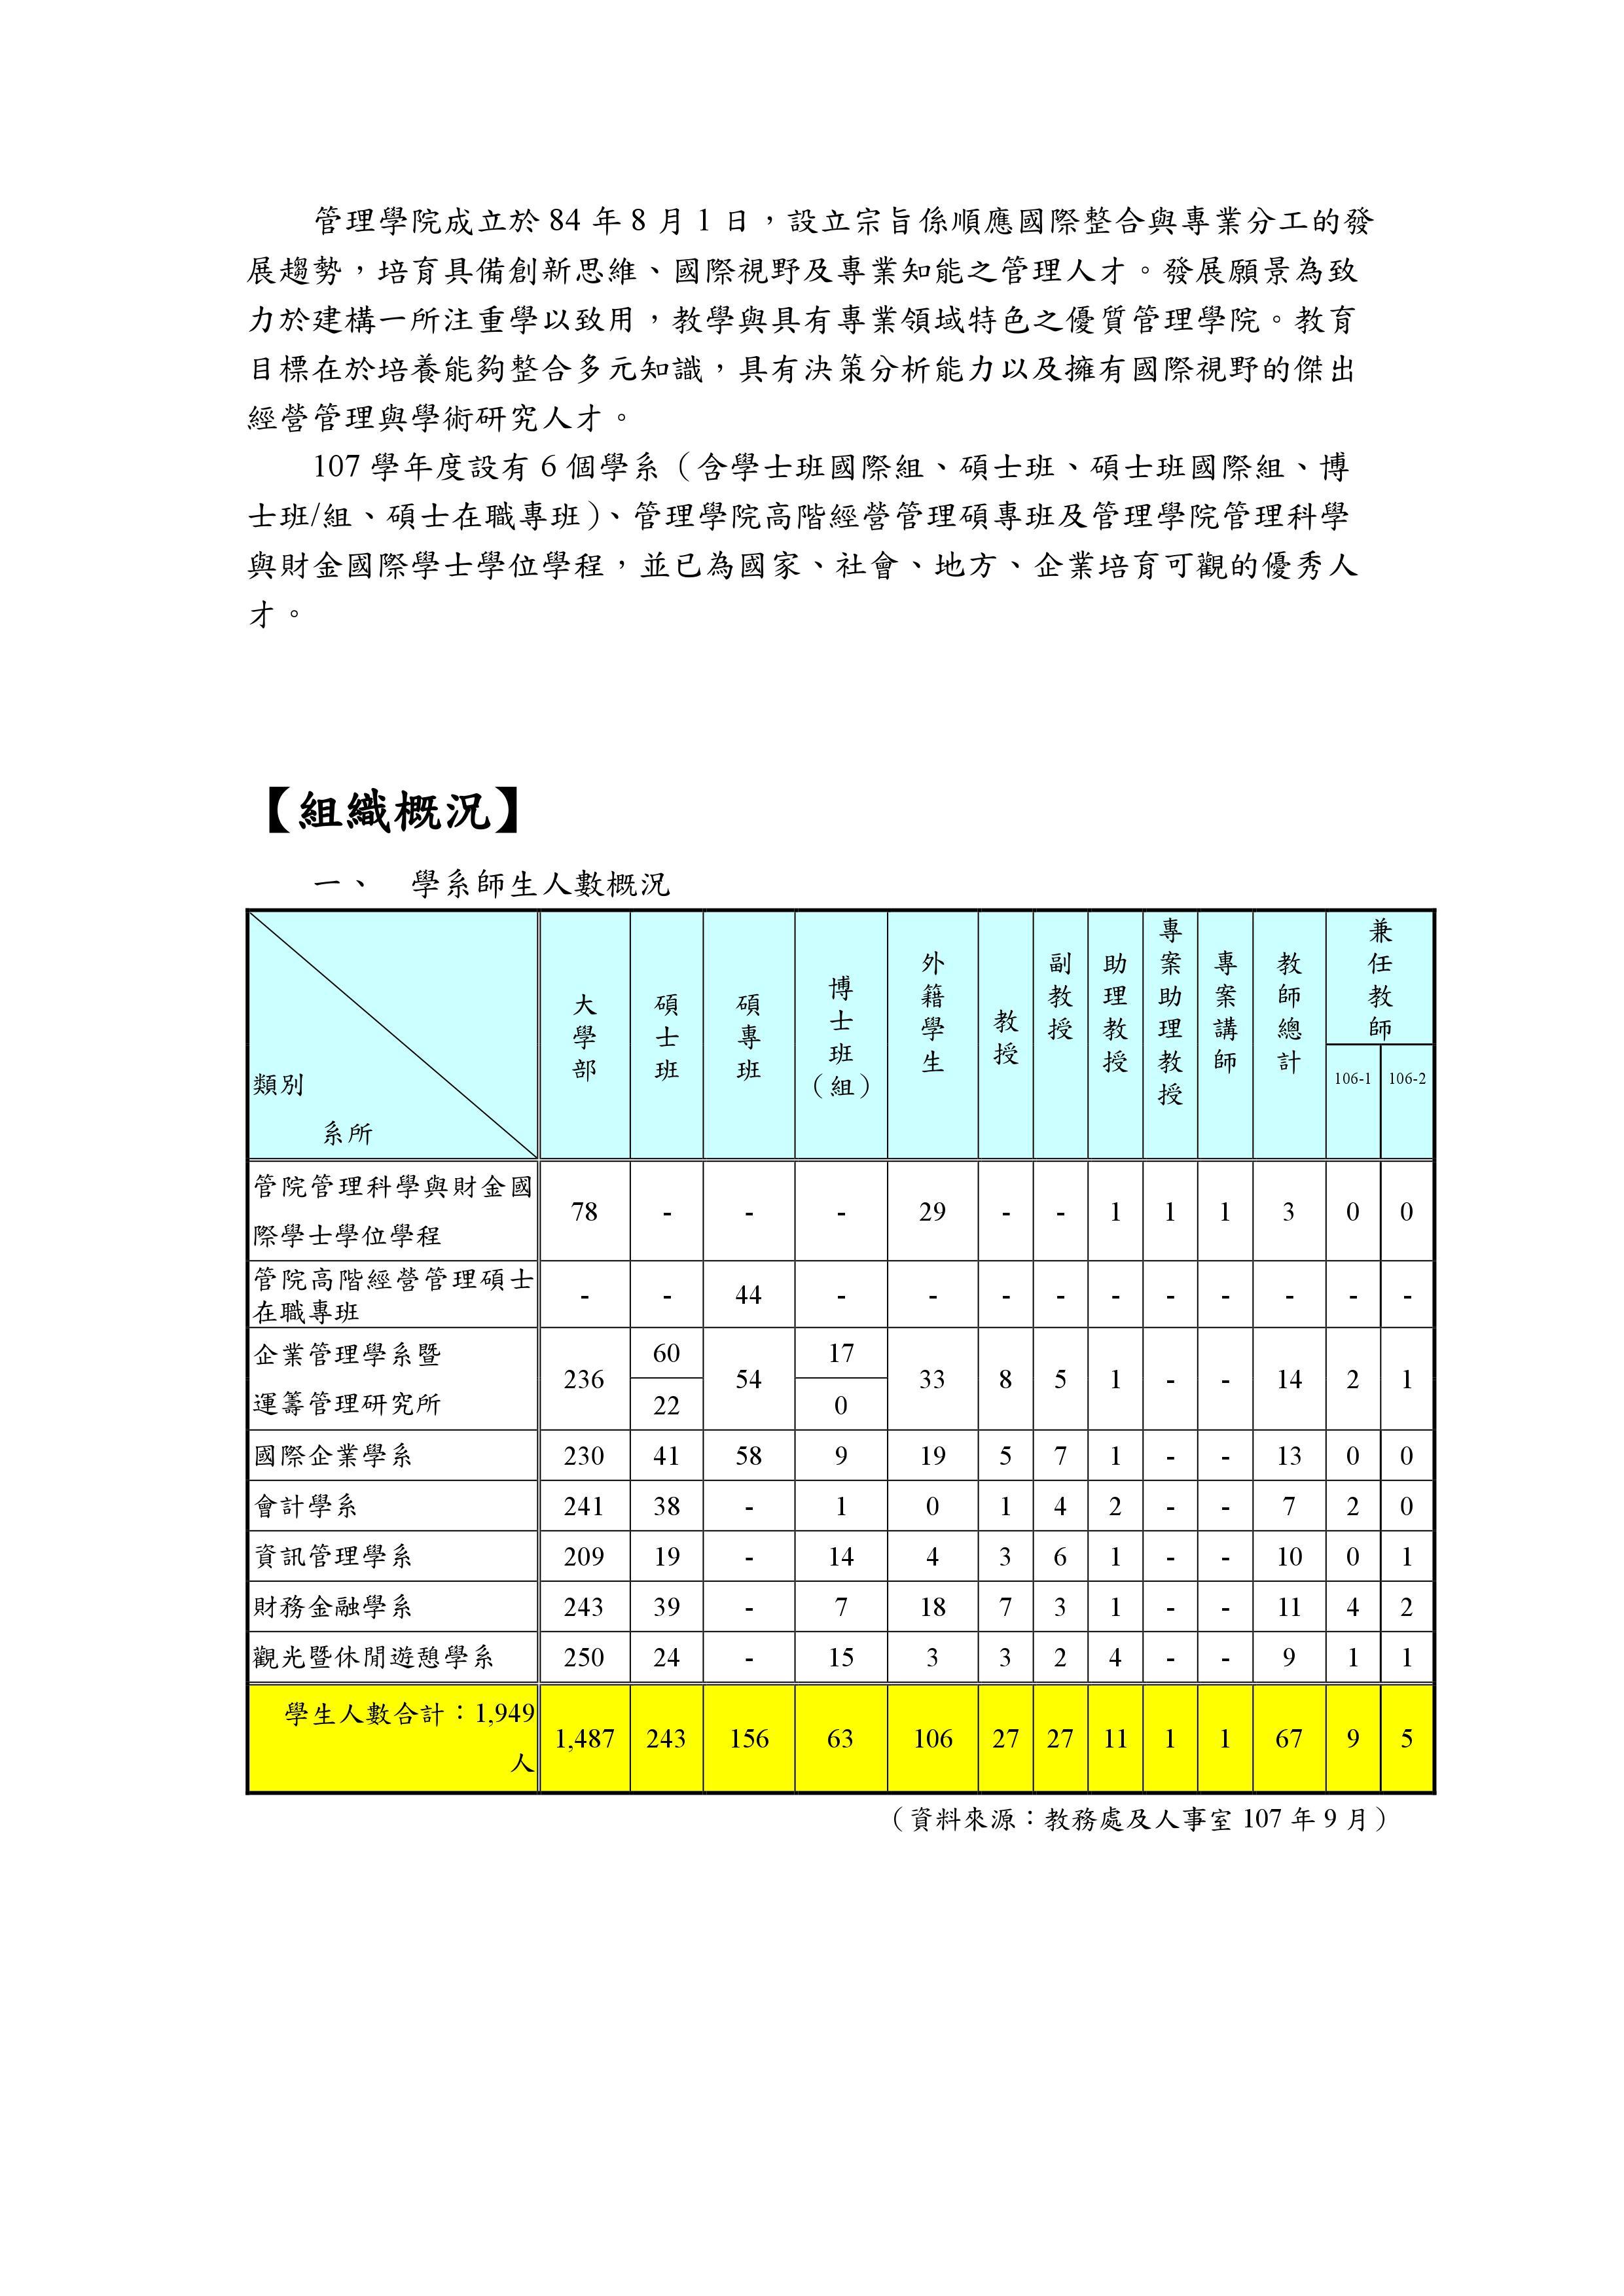 管理學院成立於 84 年 8 月 1 日，設立宗旨係順應國際整合與專業分工的發
展趨勢，培育具備創新思維、國際視野及專業知能之管理人才。發展願景為致
力於建構一所注重學以致用，教學與具有專業領域特色之優質管理學院。教育
目標在於培養能夠整合多元知識，具有決策分析能力以及擁有國際視野的傑出
經營管理與學術研究人才。
107 學年度設有 6 個學系（含學士班國際組、碩士班、碩士班國際組、博
士班/組、碩士在職專班）、管理學院高階經營管理碩專班及管理學院管理科學
與財金國際學士學位學程，並已為國家、社會、地方、企業培育可觀的優秀人
才。
【組織概況】
一、 學系師生人數概況
類別
系所
大學部 碩士班 碩專班 博士班（組） 外籍學生 教授 副教授 助理教授 專案助理教授 專案講師 教師總計 兼任教師
106-1 106-2
管院管理科學與財金國
際學士學位學程
78 - - - 29 - - 1 1 1 3 0 0
管院高階經營管理碩士
在職專班
- - 44 - - - - - - - - - -
企業管理學系暨
運籌管理研究所
236 60 54 17 33 8 5 1 - - 14 2 1
22 0
國際企業學系 230 41 58 9 19 5 7 1 - - 13 0 0
會計學系 241 38 - 1 0 1 4 2 - - 7 2 0
資訊管理學系 209 19 - 14 4 3 6 1 - - 10 0 1
財務金融學系 243 39 - 7 18 7 3 1 - - 11 4 2
觀光暨休閒遊憩學系 250 24 - 15 3 3 2 4 - - 9 1 1
學生人數合計：1,949
人
1,487 243 156 63 106 27 27 11 1 1 67 9 5
（資料來源：教務處及人事室 107 年 9 月）